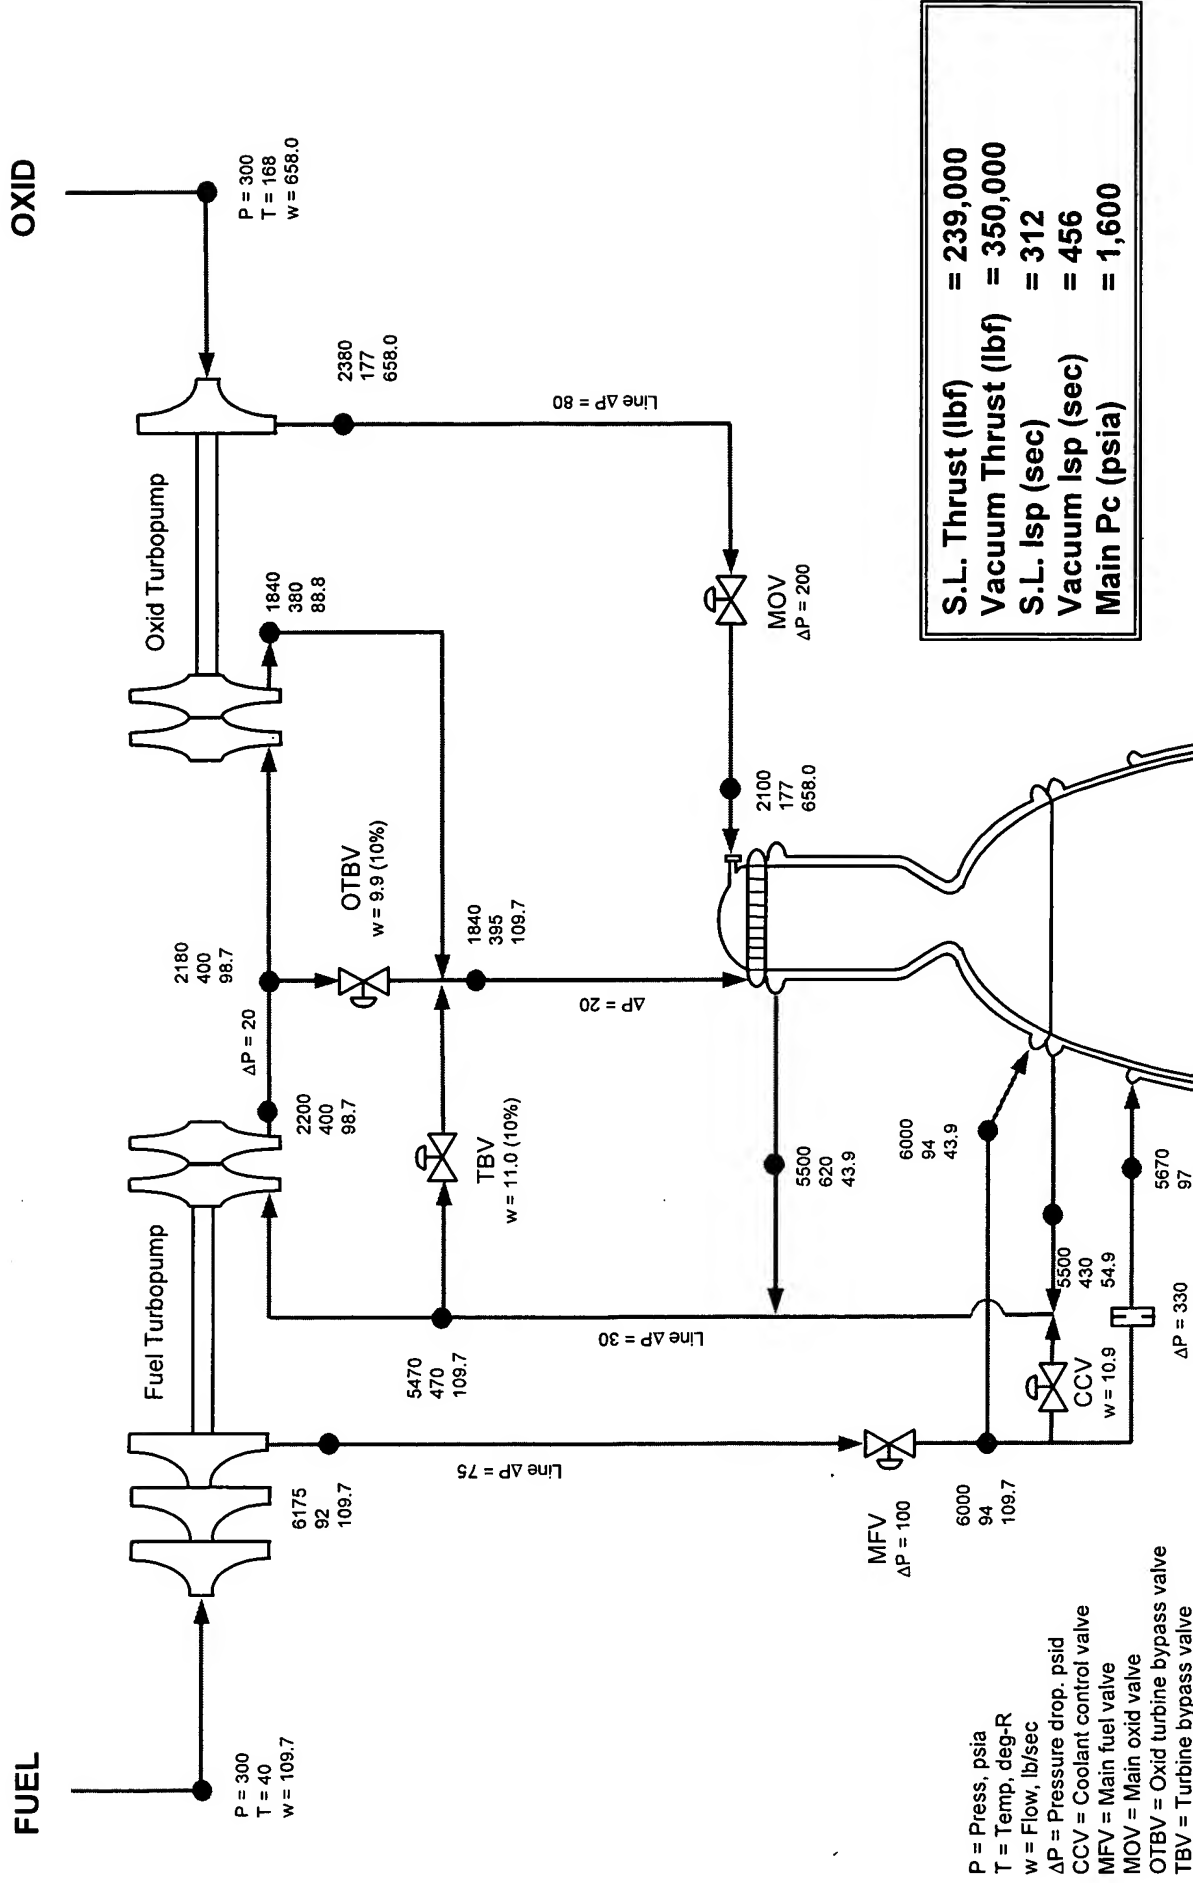 FUEL
P = 300
T = 40
w = 109.7
Fuel Turbopump
6175
92
109.7
Line ΔP = 75
MFV
ΔP = 100
6000
94
109.7
5470
470
109.7
Line ΔP = 30
TBV
w = 11.0 (10%)
2200
400
98.7
ΔP = 20
2180
400
98.7
OTBV
w = 9.9 (10%)
1840
395
109.7
ΔP = 20
Oxid Turbopump
1840
380
88.8
OXID
P = 300
T = 168
w = 658.0
2380
177
658.0
Line ΔP = 80
MOV
ΔP = 200
2100
177
658.0
5500
620
43.9
6000
94
43.9
5500
430
54.9
CCV
w = 10.9
ΔP = 330
5670
97
S.L. Thrust (lbf) = 239,000
Vacuum Thrust (lbf) = 350,000
S.L. Isp (sec) = 312
Vacuum Isp (sec) = 456
Main Pc (psia) = 1,600
P = Press, psia
T = Temp, deg-R
w = Flow, lb/sec
ΔP = Pressure drop. psid
CCV = Coolant control valve
MFV = Main fuel valve
MOV = Main oxid valve
OTBV = Oxid turbine bypass valve
TBV = Turbine bypass valve